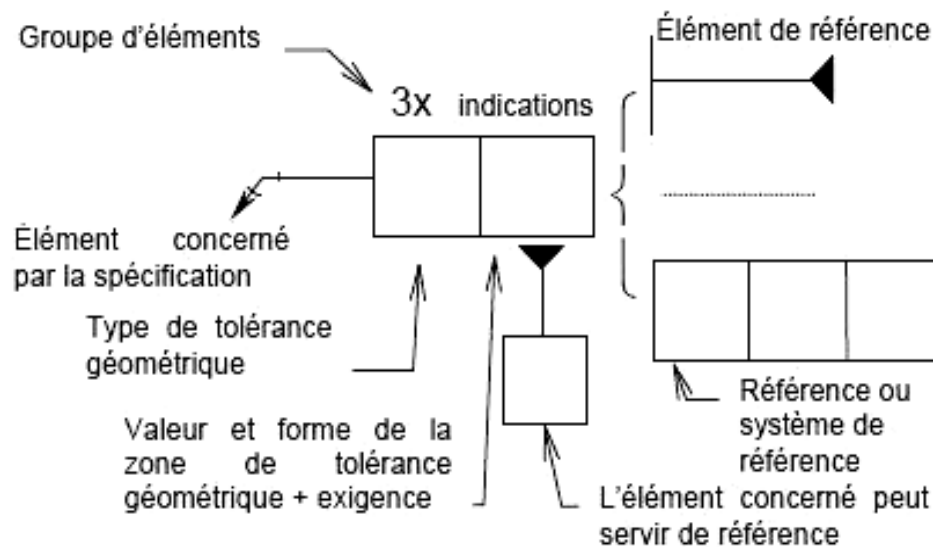 Groupe d'éléments
Élément de référence
3x indications
Élément concerné
par la spécification
Type de tolérance
géométrique
Valeur et forme de la
zone de tolérance
géométrique + exigence
Référence ou
système de
référence
L'élément concerné peut
servir de référence